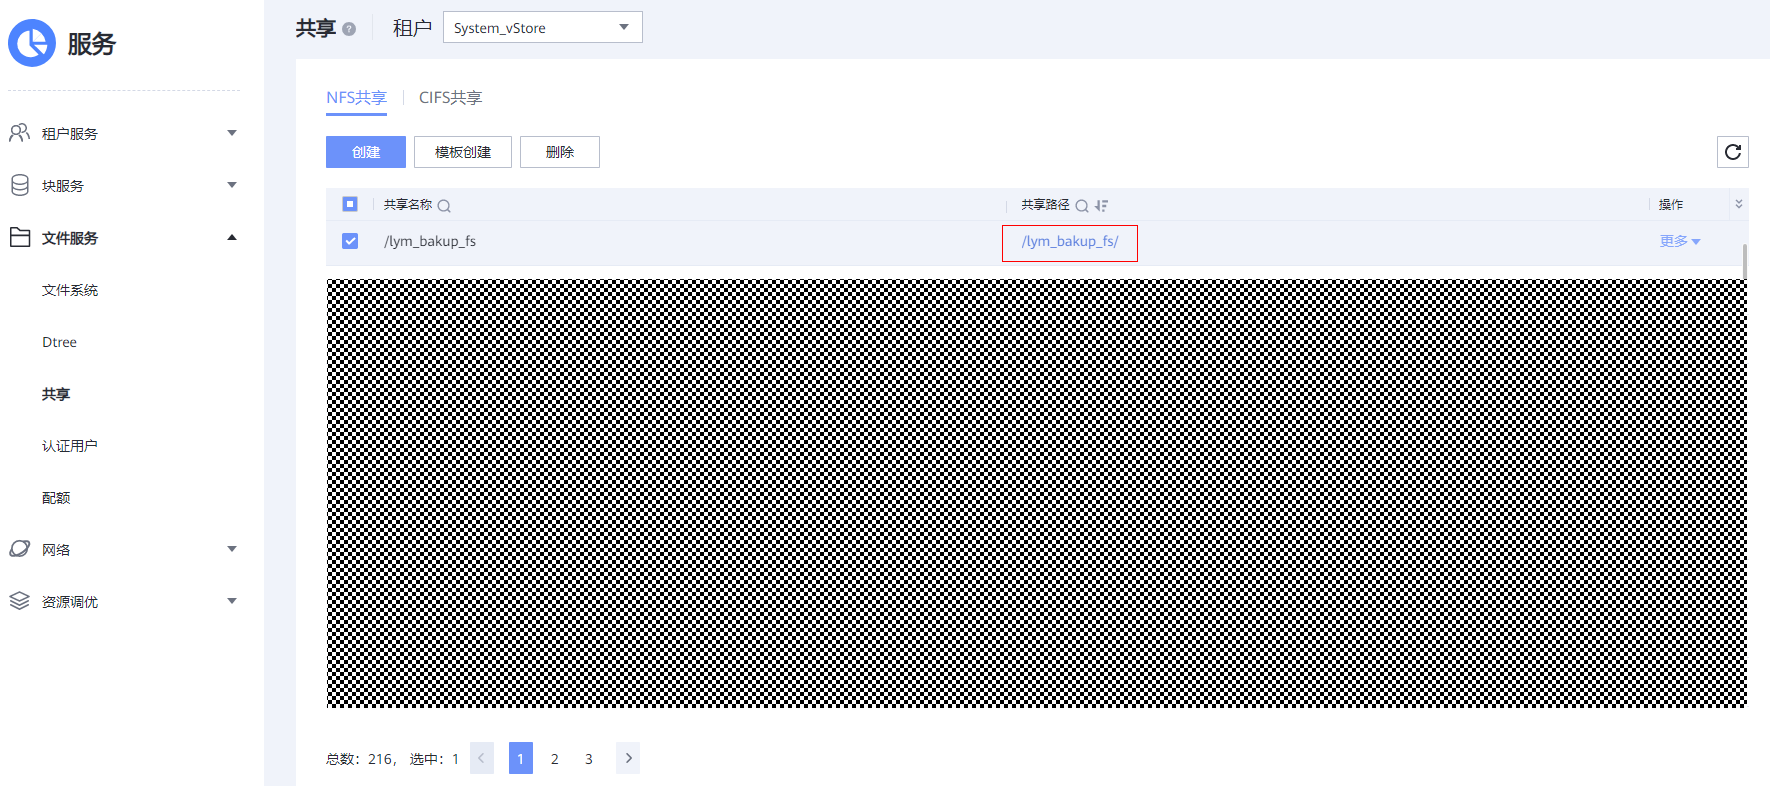 服务
租户服务
块服务
文件服务
文件系统
Dtree
共享
认证用户
配额
网络
资源调优
共享 ? 租户 System_vStore
NFS共享 CIFS共享
创建 模板创建 删除
共享名称 共享路径 操作
/lym_bakup_fs /lym_bakup_fs/ 更多
总数：216， 选中：1 < 1 2 3 >